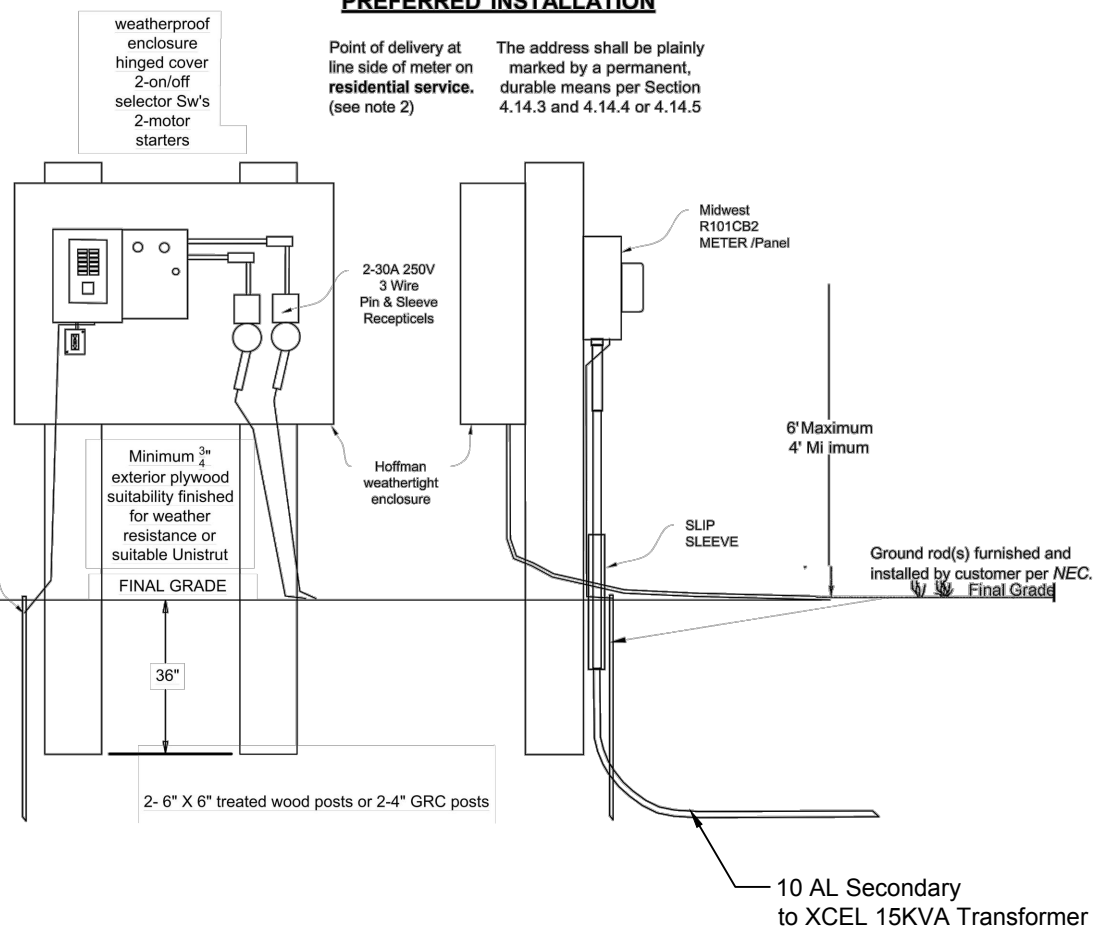 PREFERRED INSTALLATION
weatherproof
enclosure
hinged cover
2-on/off
selector Sw's
2-motor
starters
Point of delivery at
line side of meter on
residential service.
(see note 2)
The address shall be plainly
marked by a permanent,
durable means per Section
4.14.3 and 4.14.4 or 4.14.5
Midwest
R101CB2
METER /Panel
2-30A 250V
3 Wire
Pin & Sleeve
Recepticels
6' Maximum
4' Mi imum
Minimum 3/4"
exterior plywood
suitability finished
for weather
resistance or
suitable Unistrut
Hoffman
weathertight
enclosure
SLIP
SLEEVE
Ground rod(s) furnished and
installed by customer per NEC.
Final Grade
FINAL GRADE
36"
2- 6" X 6" treated wood posts or 2-4" GRC posts
10 AL Secondary
to XCEL 15KVA Transformer